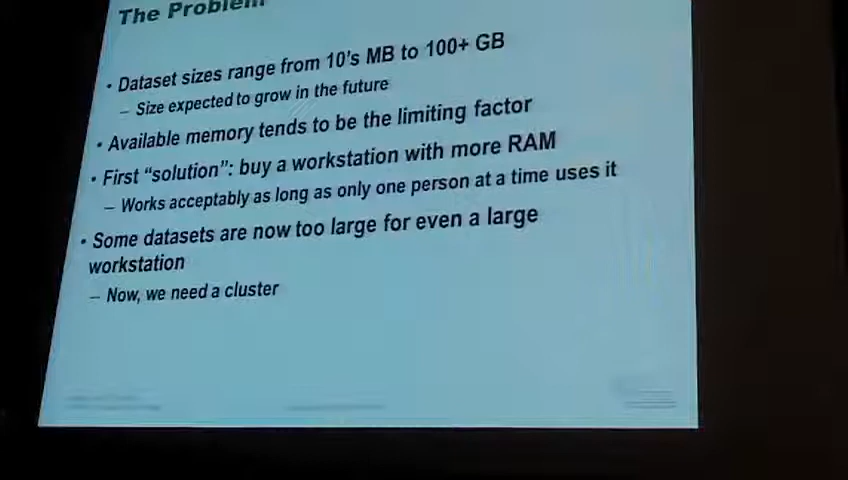 The Problem
• Dataset sizes range from 10's MB to 100+ GB
– Size expected to grow in the future
• Available memory tends to be the limiting factor
• First “solution”: buy a workstation with more RAM
– Works acceptably as long as only one person at a time uses it
• Some datasets are now too large for even a large
workstation
– Now, we need a cluster